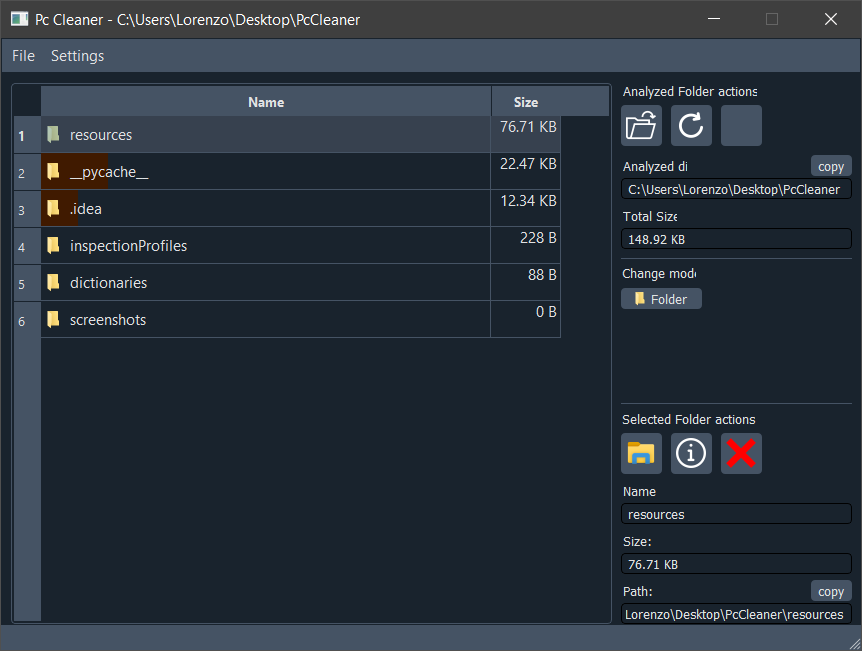 Pc Cleaner - C:\Users\Lorenzo\Desktop\PcCleaner
File Settings
Name Size
1 resources 76.71 KB
2 __pycache__ 22.47 KB
3 .idea 12.34 KB
4 inspectionProfiles 228 B
5 dictionaries 88 B
6 screenshots 0 B
Analyzed Folder actions
Analyzed di copy
C:\Users\Lorenzo\Desktop\PcCleaner
Total Size
148.92 KB
Change mode
Folder
Selected Folder actions
Name
resources
Size:
76.71 KB
Path: copy
Lorenzo\Desktop\PcCleaner\resources